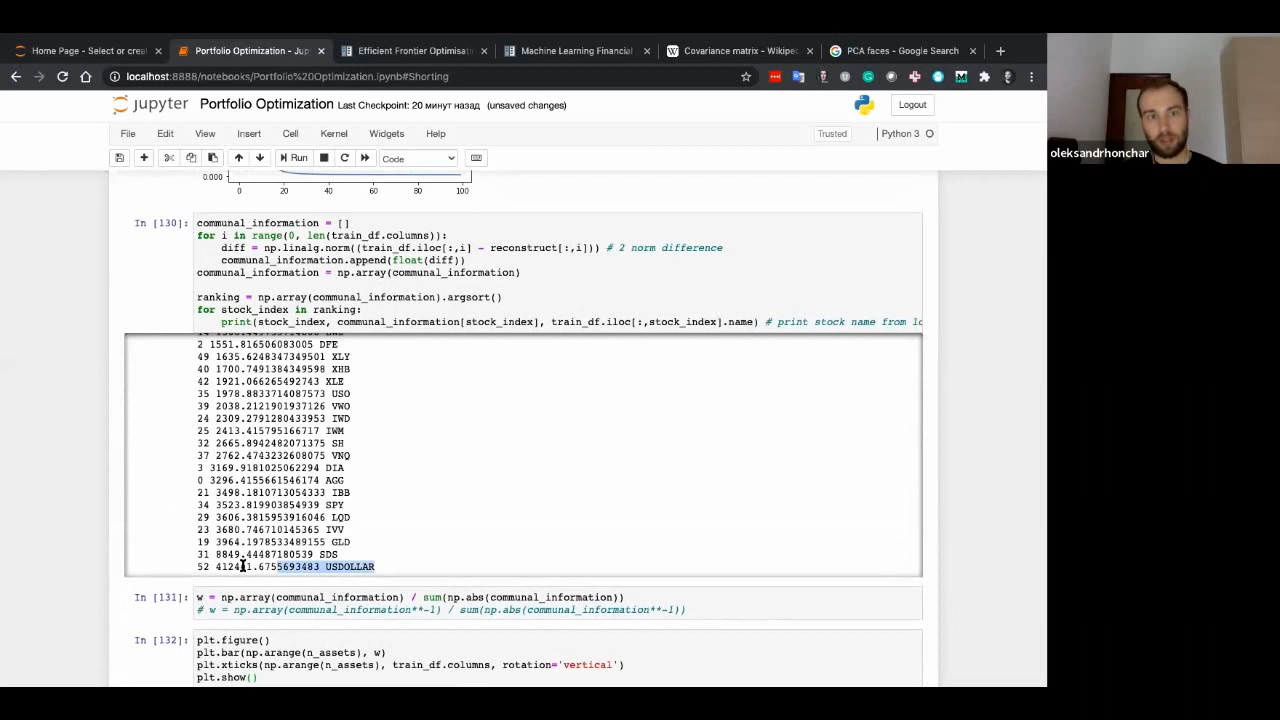 Home Page - Select or crea
Portfolio Optimization - Jup
Efficient Frontier Optimisat
Machine Learning Financial
Covariance matrix - Wikipe
PCA faces - Google Search
localhost:8888/notebooks/Portfolio%20Optimization.ipynb#Shorting
jupyter Portfolio Optimization Last Checkpoint: 20 минут назад (unsaved changes)
Logout
File Edit View Insert Cell Kernel Widgets Help
Trusted Python 3
Run Code
oleksandrhonchar
0.000
0 20 40 60 80 100
In [130]: communal_information = []
for i in range(0, len(train_df.columns)):
diff = np.linalg.norm((train_df.iloc[:,i] - reconstruct[:,i])) # 2 norm difference
communal_information.append(float(diff))
communal_information = np.array(communal_information)
ranking = np.array(communal_information).argsort()
for stock_index in ranking:
print(stock_index, communal_information[stock_index], train_df.iloc[:,stock_index].name) # print stock name from lo
2 1551.816506083005 DFE
49 1635.6248347349501 XLY
40 1700.7491384349598 XHB
42 1921.066265492743 XLE
35 1978.8833714087573 USO
39 2038.2121901937126 VWO
24 2309.2791280433953 IWD
25 2413.415795166717 IWM
32 2665.8942482071375 SH
37 2762.4743232608075 VNQ
3 3169.9181025062294 DIA
0 3296.6412661546174 AGG
21 3498.1810713054333 IBB
34 3523.819903854939 SPY
29 3606.3815953916046 LQD
23 3680.746710145365 IVV
19 3964.1978533489155 GLD
31 8849.44487180539 SDS
52 USDOLLAR
In [131]: w = np.array(communal_information) / sum(np.abs(communal_information))
# w = np.array(communal_information**-1) / sum(np.abs(communal_information**-1))
In [132]: plt.figure()
plt.bar(np.arange(n_assets), w)
plt.xticks(np.arange(n_assets), train_df.columns, rotation='vertical')
plt.show()